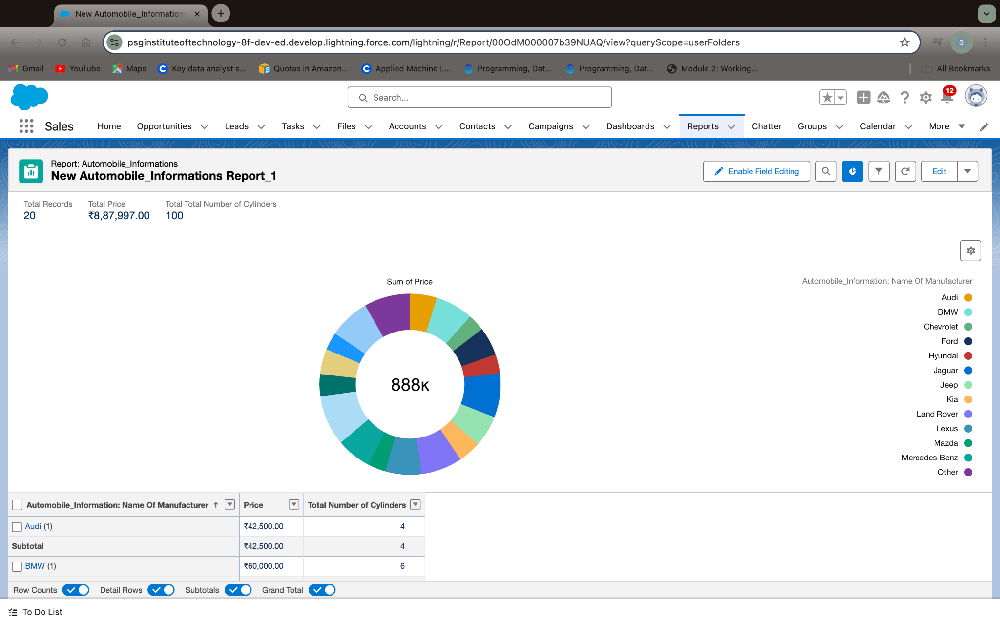 New Automobile_Informations
psginstituteoftechnology-8f-dev-ed.develop.lightning.force.com/lightning/r/Report/00OdM000007b39NUAQ/view?queryScope=userFolders
S
Gmail YouTube Maps Key data analyst s... Quotas in Amazon... Applied Machine L... Programming, Dat... Programming, Dat... Module 2: Working... All Bookmarks
Search...
12
Sales Home Opportunities Leads Tasks Files Accounts Contacts Campaigns Dashboards Reports Chatter Groups Calendar More
Report: Automobile_Informations
New Automobile_Informations Report_1
Enable Field Editing
Edit
Total Records Total Price Total Total Number of Cylinders
20 ₹8,87,997.00 100
Sum of Price
888K
Automobile_Information: Name Of Manufacturer
Audi
BMW
Chevrolet
Ford
Hyundai
Jaguar
Jeep
Kia
Land Rover
Lexus
Mazda
Mercedes-Benz
Other
Automobile_Information: Name Of Manufacturer ↑ Price Total Number of Cylinders
Audi (1) ₹42,500.00 4
Subtotal ₹42,500.00 4
BMW (1) ₹60,000.00 6
Row Counts Detail Rows Subtotals Grand Total
To Do List